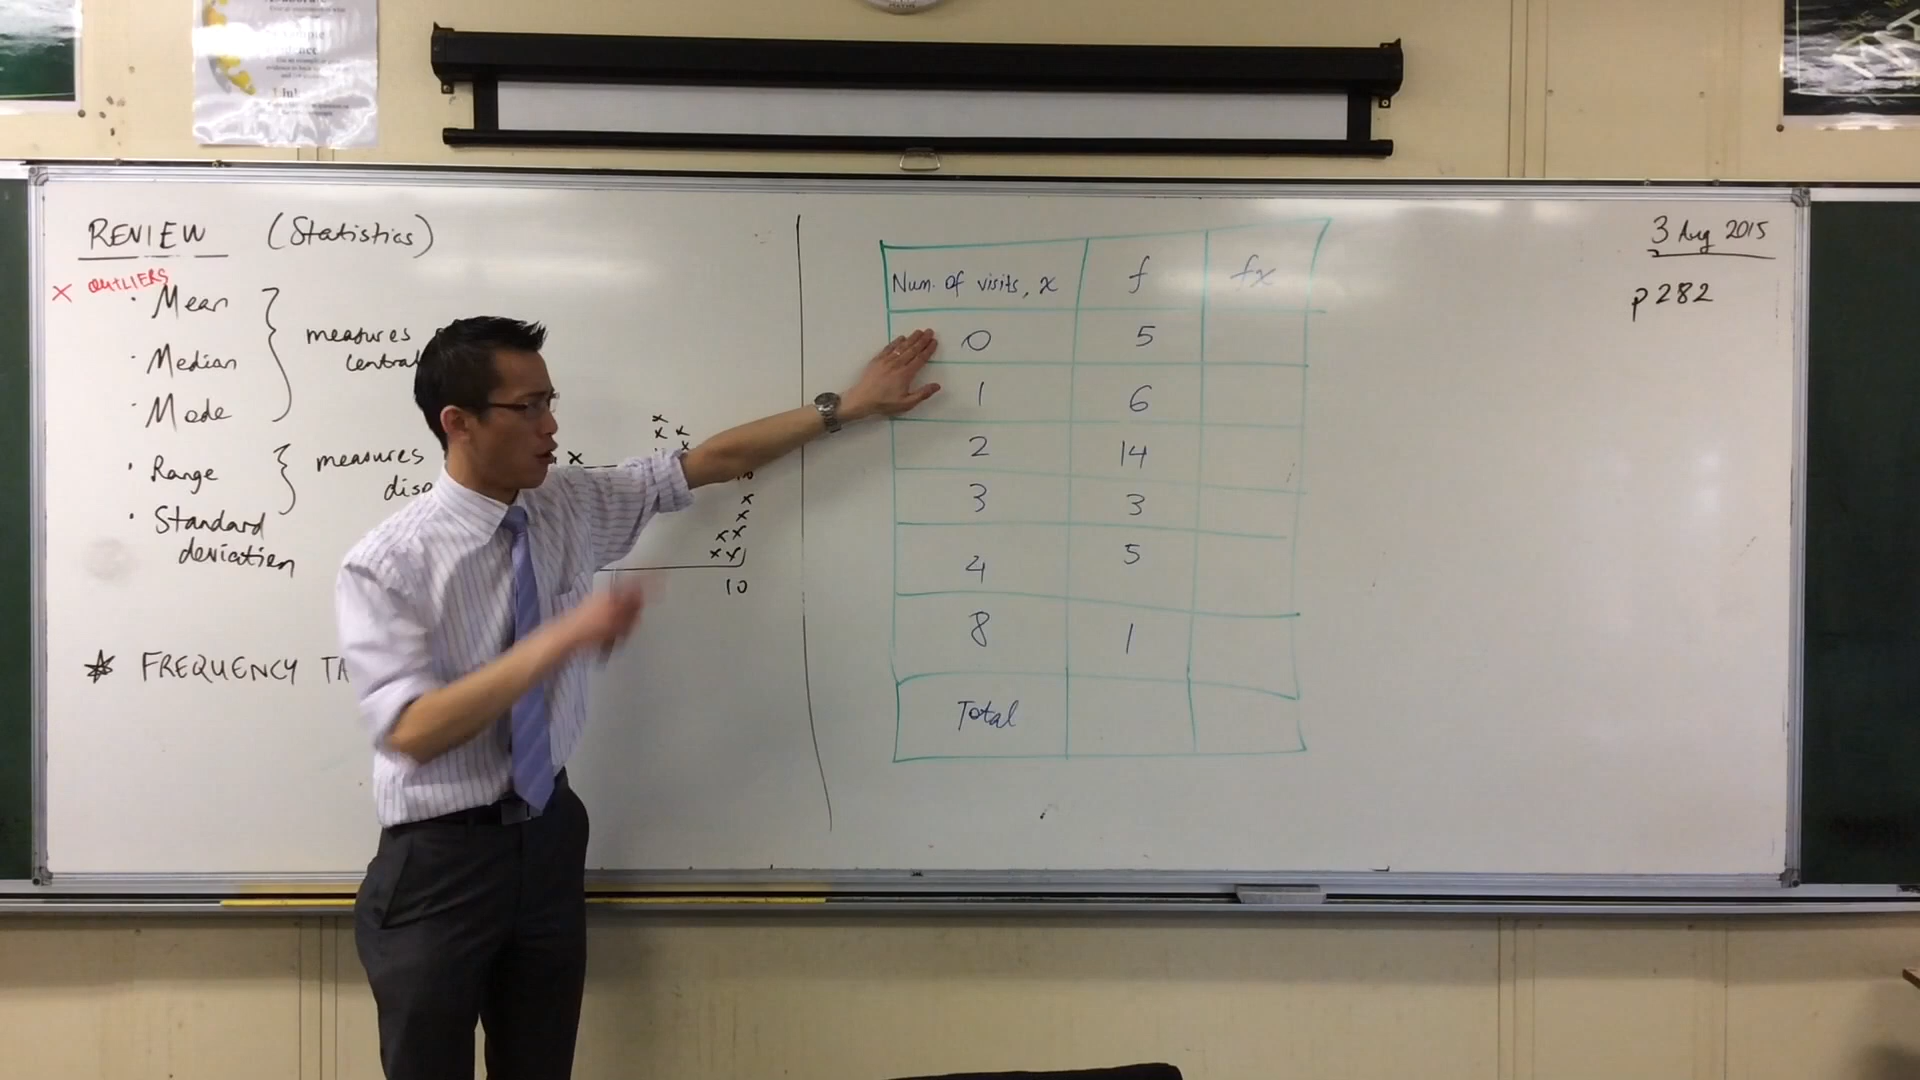 REVIEW (Statistics)
X OUTLIERS
· Mean
· Median
· Mode
measures
central
· Range
· Standard
deviation
measures
10
★ FREQUENCY
Num. of visits, x f fx
0 5
1 6
2 14
3 3
4 5
8 1
Total
3 Aug 2015
p282